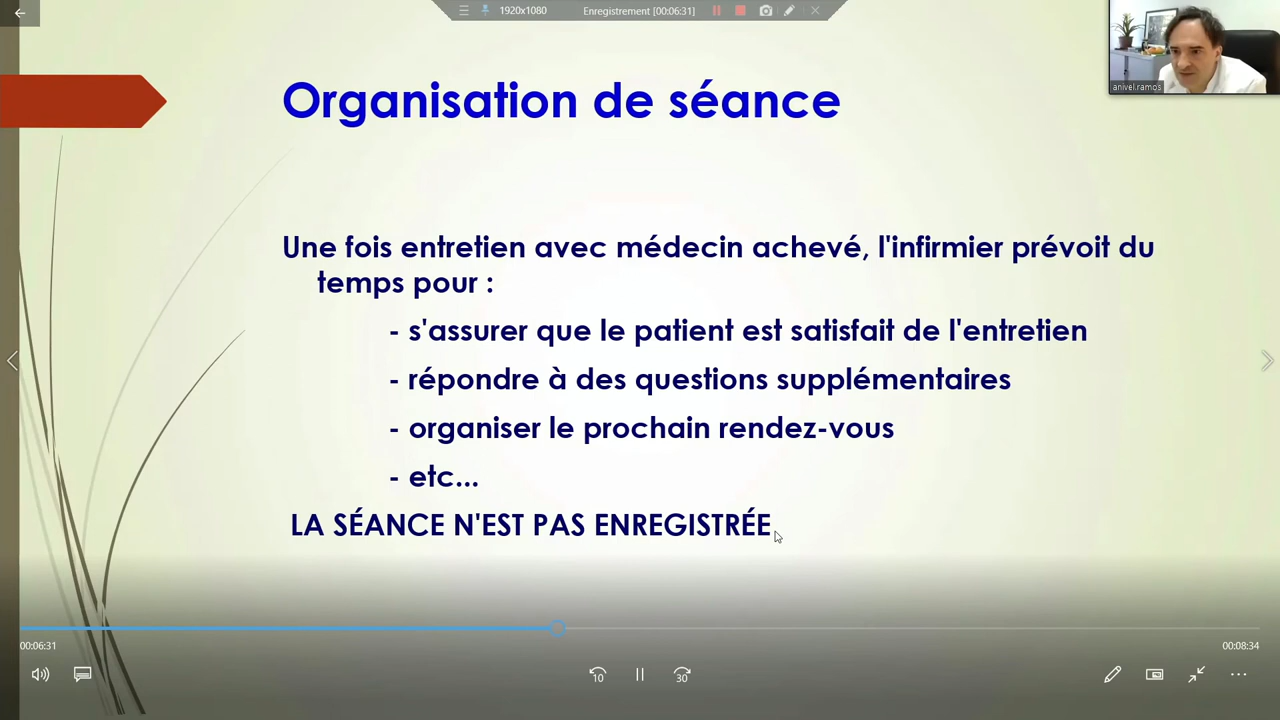 1920x1080
Enregistrement [00:06:31]
anivel.ramos
Organisation de séance
Une fois entretien avec médecin achevé, l'infirmier prévoit du
temps pour :
- s'assurer que le patient est satisfait de l'entretien
- répondre à des questions supplémentaires
- organiser le prochain rendez-vous
- etc...
LA SÉANCE N'EST PAS ENREGISTRÉE
00:06:31
00:08:34
10
30